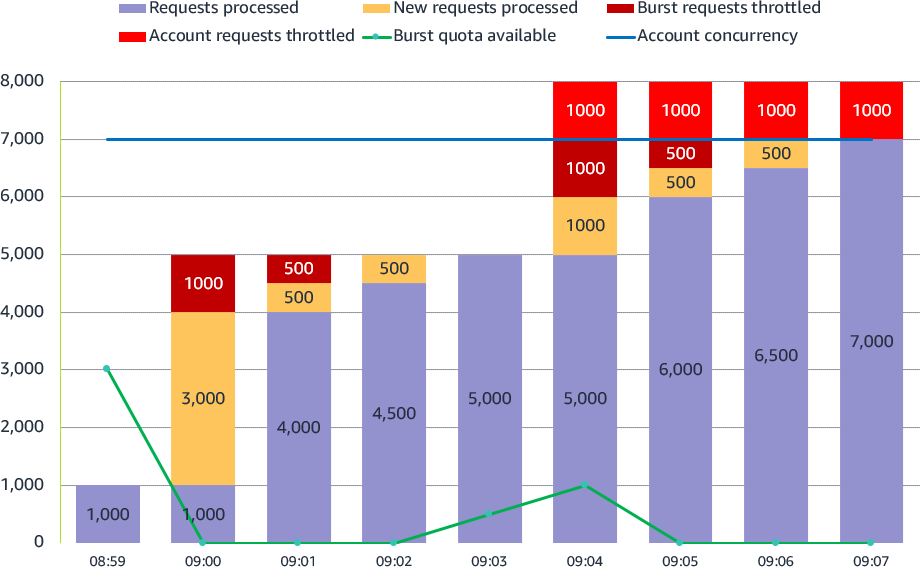 Requests processed New requests processed Burst requests throttled
Account requests throttled Burst quota available Account concurrency
8,000
1000 1000 1000 1000
7,000
1000 500 500
6,000
1000 500
5,000
1000 500 500
500
4,000
7,000
6,500
6,000
3,000
3,000 4,000 4,500 5,000 5,000
2,000
1,000
1,000 1,000
0
08:59 09:00 09:01 09:02 09:03 09:04 09:05 09:06 09:07